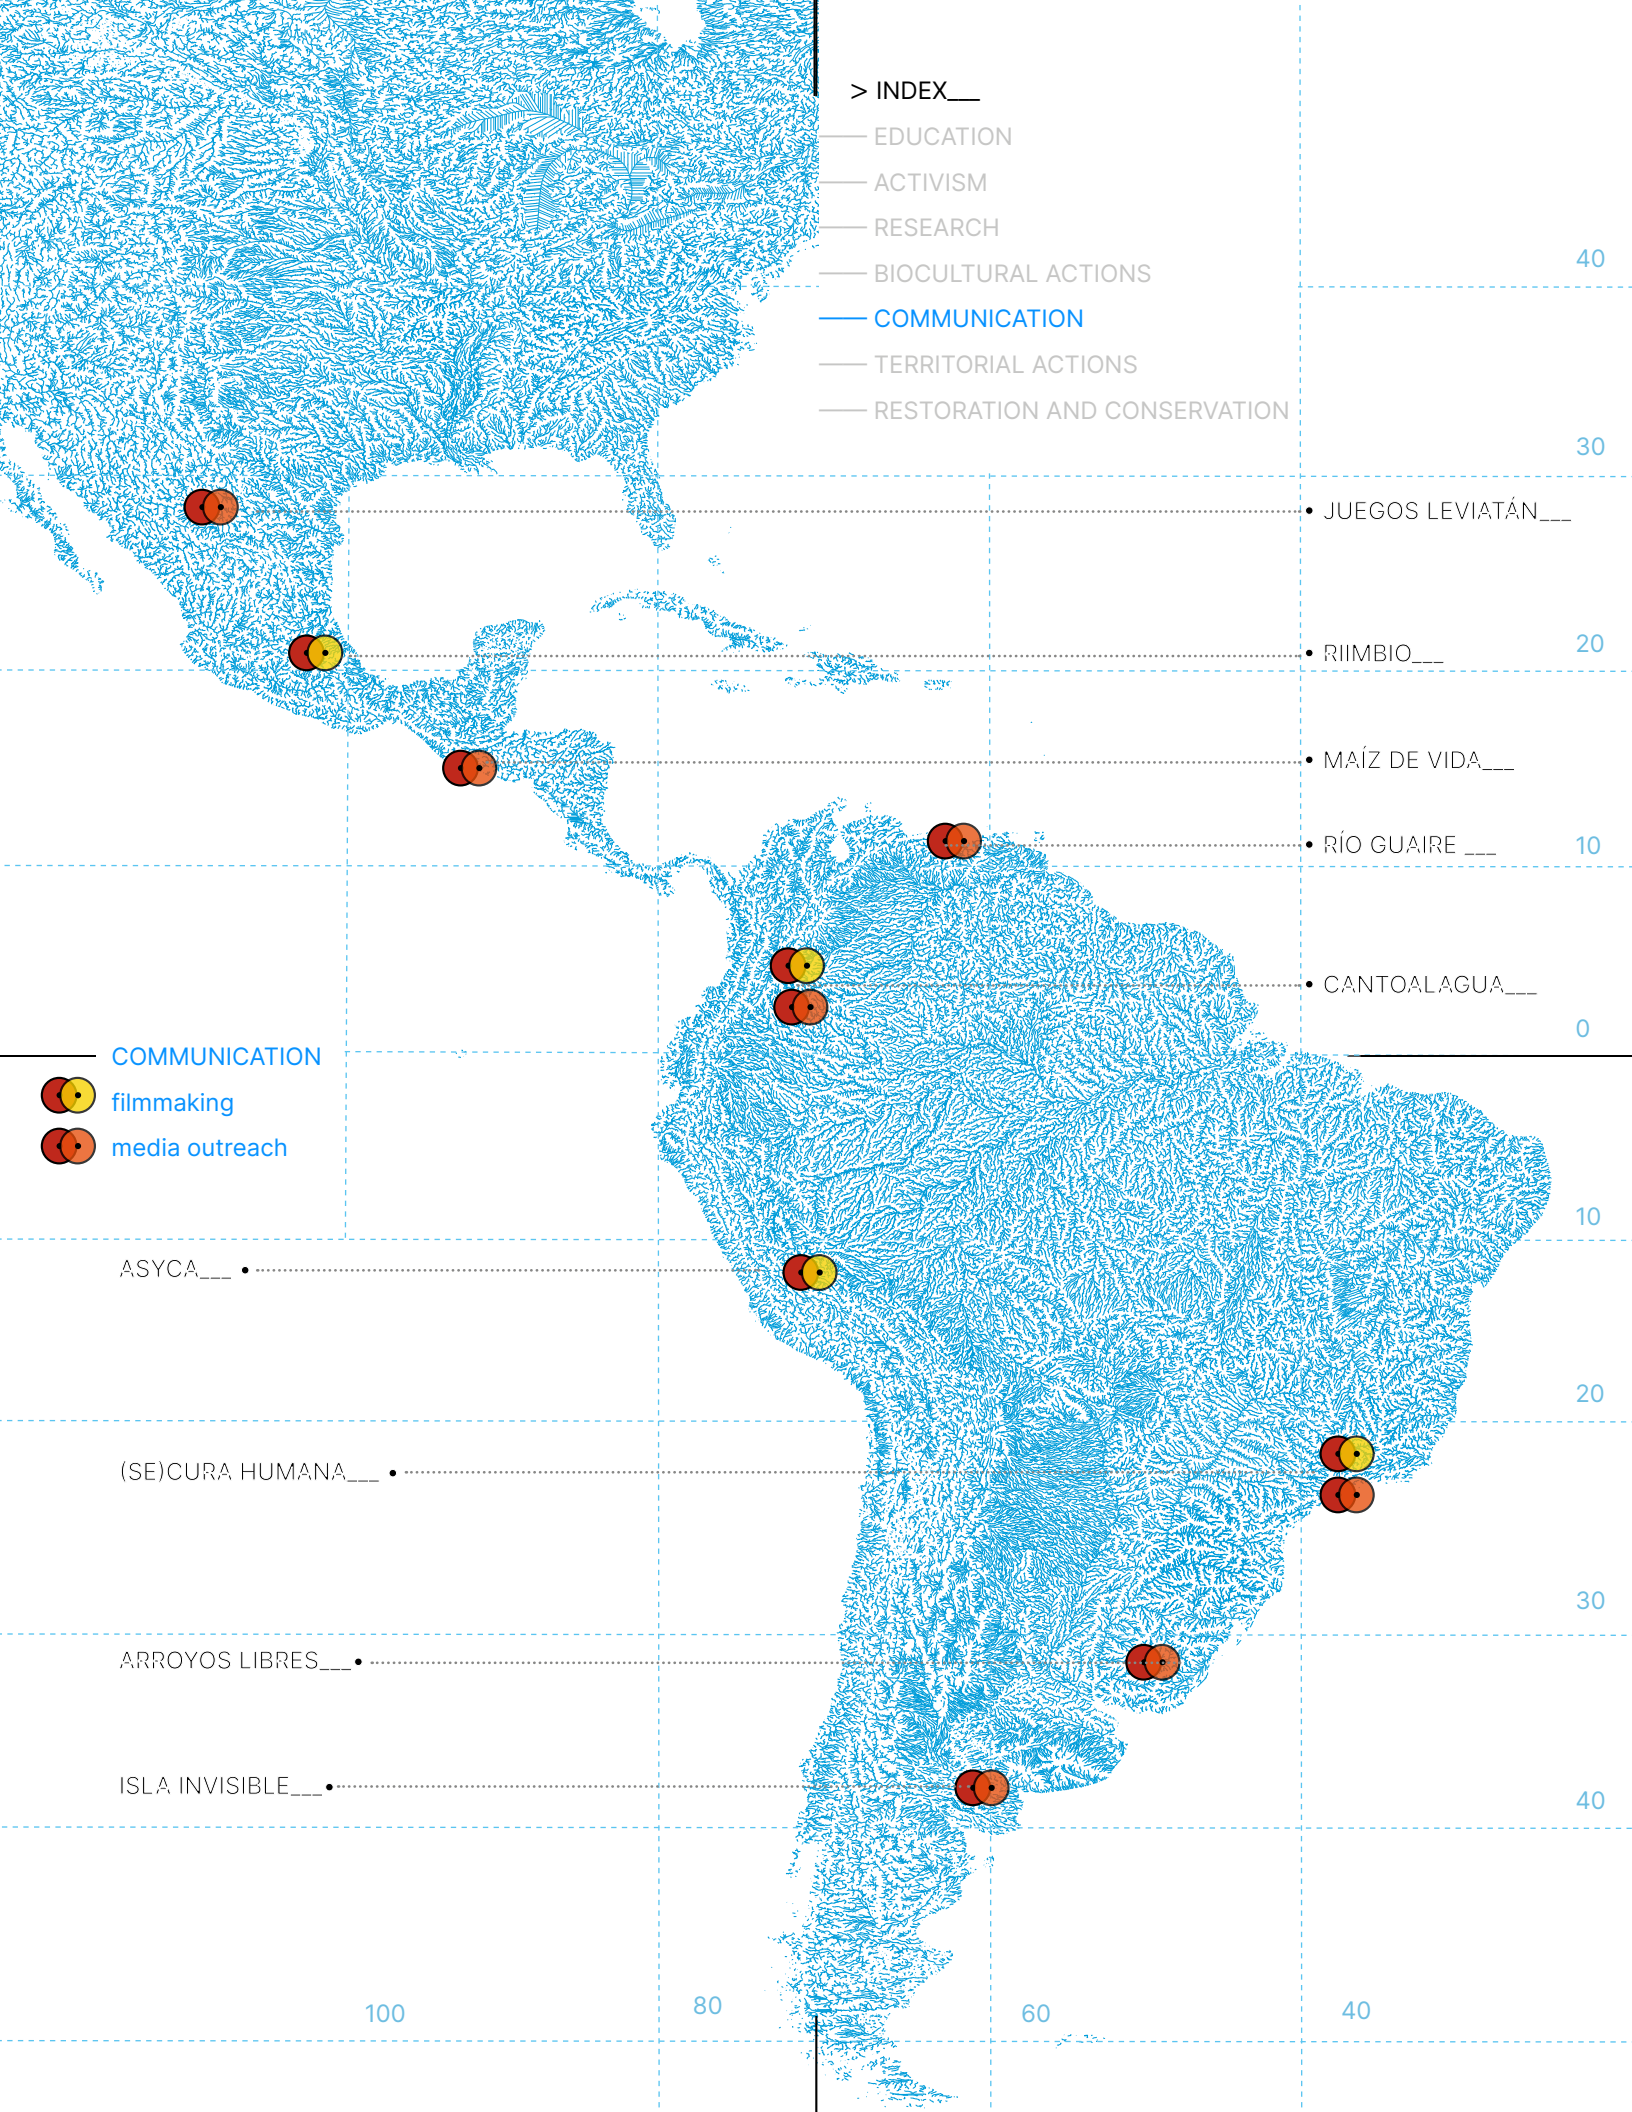 > INDEX___
EDUCATION
ACTIVISM
RESEARCH
BIOCULTURAL ACTIONS
40
COMMUNICATION
TERRITORIAL ACTIONS
RESTORATION AND CONSERVATION
30
JUEGOS LEVIATÁN___
20
RIIMBIO___
MAÍZ DE VIDA___
RÍO GUAIRE ___
10
CANTOALAGUA___
0
COMMUNICATION
filmmaking
media outreach
10
ASYCA___
20
(SE)CURA HUMANA___
30
ARROYOS LIBRES___
ISLA INVISIBLE___
40
100
80
60
40